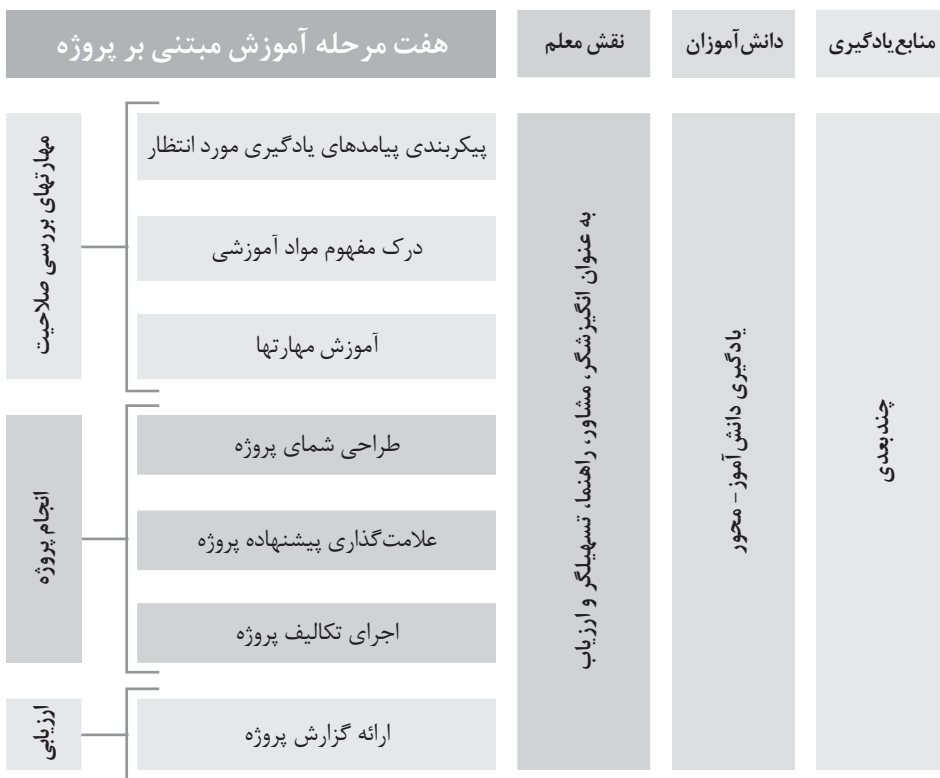 منابع‌یادگیری
دانش‌آموزان
نقش معلم
هفت مرحله آموزش مبتنی بر پروژه
چندبعدی
یادگیری دانش‌آموز - محور
به عنوان انگیزشگر، مشاور، راهنما، تسهیلگر و ارزیاب
پیکربندی پیامدهای یادگیری مورد انتظار
درک مفهوم مواد آموزشی
آموزش مهارتها
مهارتهای بررسی صلاحیت
طراحی شمای پروژه
علامت‌گذاری پیشنهاده پروژه
اجرای تکالیف پروژه
انجام پروژه
ارائه گزارش پروژه
ارزیابی